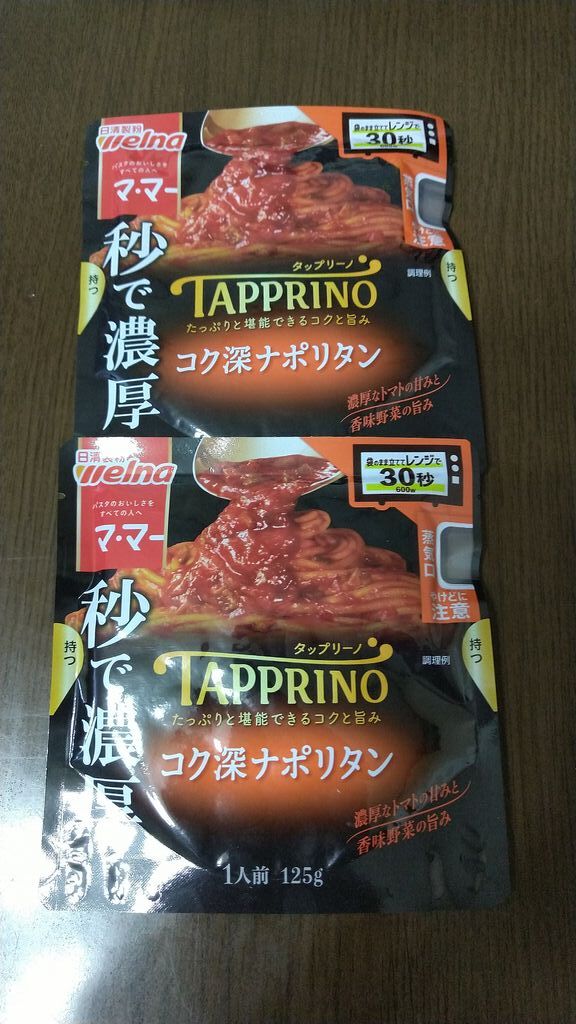 日清製粉
Welna
パスタのおいしさを
すべての人へ
マ・マー
袋のまま立ててレンジで
30秒
600w
注意
秒で濃厚
持つ
持つ
調理例
タップリーノ
TAPPRINO
たっぷりと堪能できるコクと旨み
コク深ナポリタン
濃厚なトマトの甘みと
香味野菜の旨み
日清製粉
Welna
パスタのおいしさを
すべての人へ
マ・マー
袋のまま立ててレンジで
30秒
600w
蒸気口
やけどに
注意
秒で濃厚
持つ
持つ
調理例
タップリーノ
TAPPRINO
たっぷりと堪能できるコクと旨み
コク深ナポリタン
濃厚なトマトの甘みと
香味野菜の旨み
1人前 125g